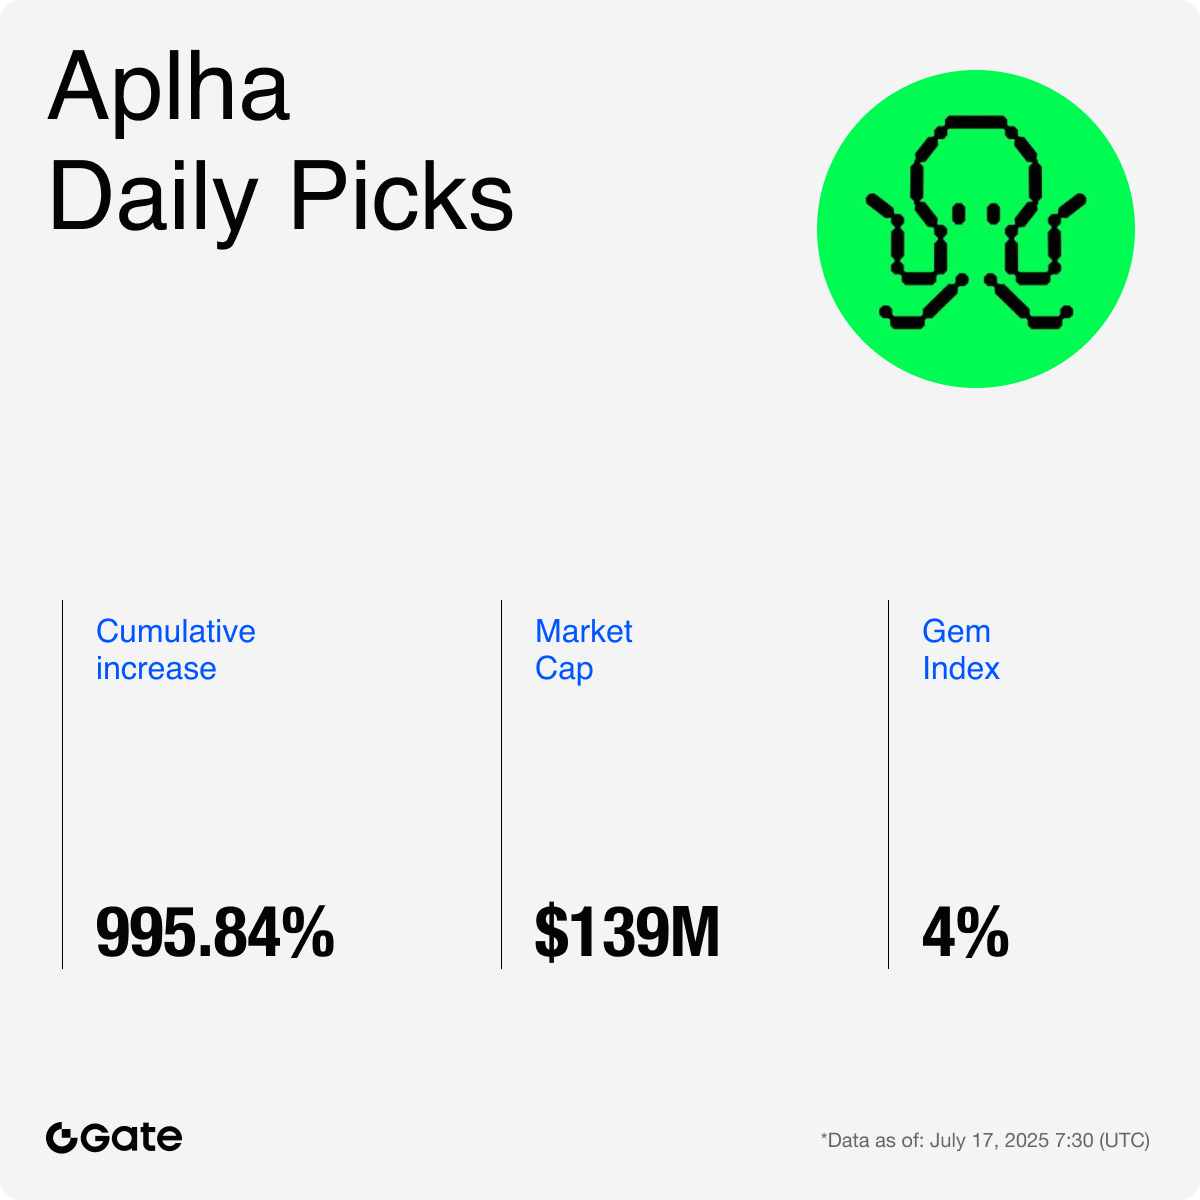 Aplha
Daily Picks
Cumulative
increase
995.84%
Market
Cap
$139M
Gem
Index
4%
Gate
*Data as of: July 17, 2025 7:30 (UTC)